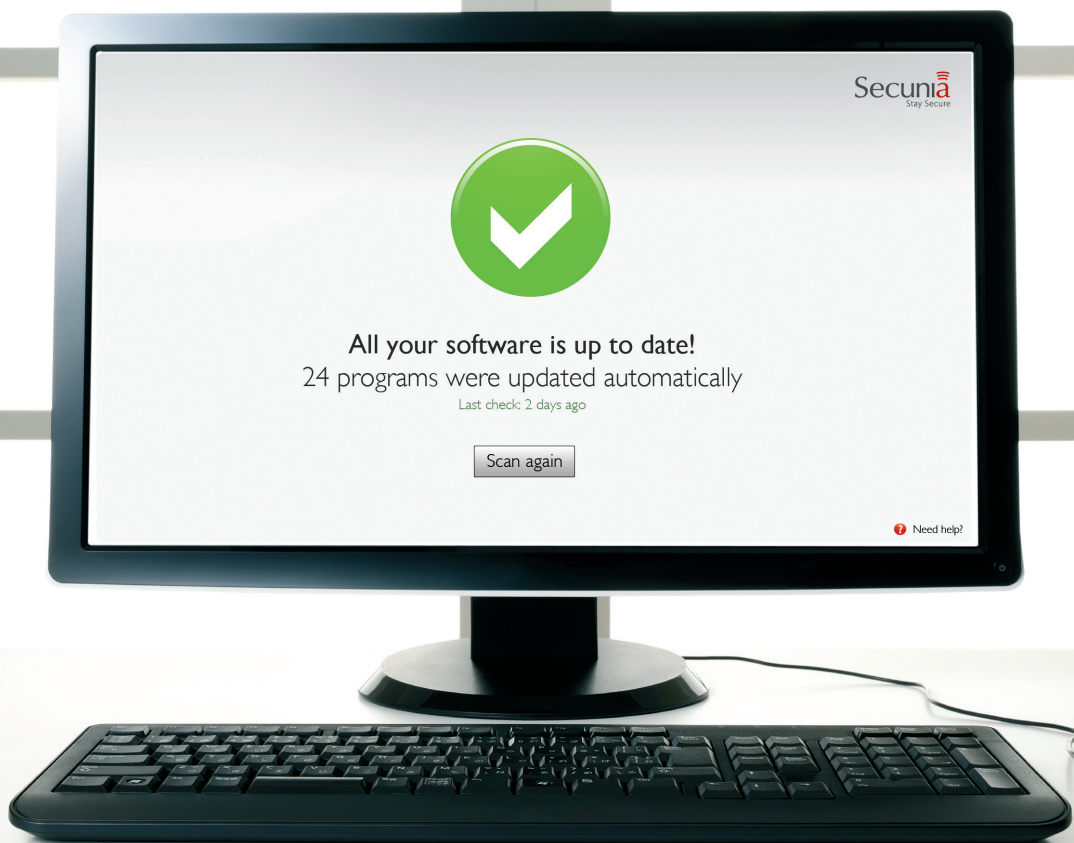 Secunia
Stay Secure
All your software is up to date!
24 programs were updated automatically
Last check: 2 days ago
Scan again
? Need help?